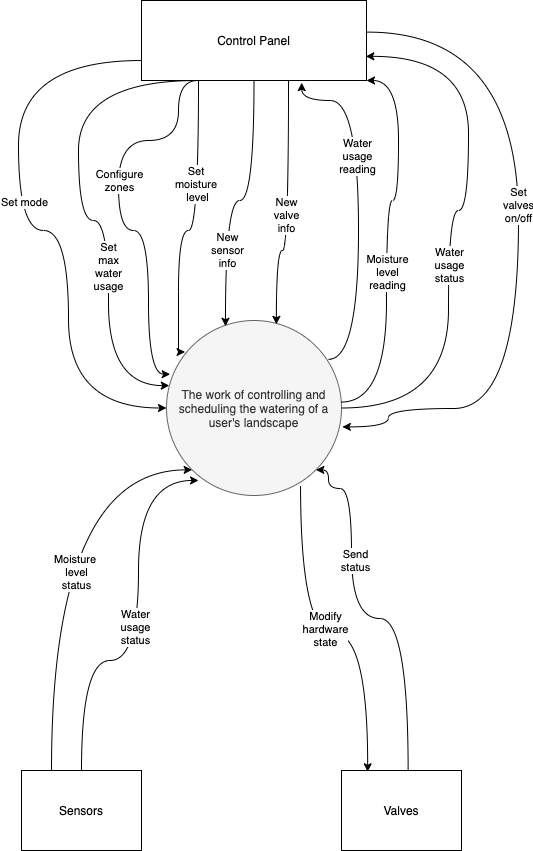 Control Panel
Set mode
Configure
zones
Set
moisture
level
Set
max
water
usage
New
sensor
info
New
valve
info
Water
usage
reading
Moisture
level
reading
Water
usage
status
Set
valves
on/off
The work of controlling and
scheduling the watering of a
user's landscape
Moisture
level
status
Water
usage
status
Send
status
Modify
hardware
state
Sensors
Valves